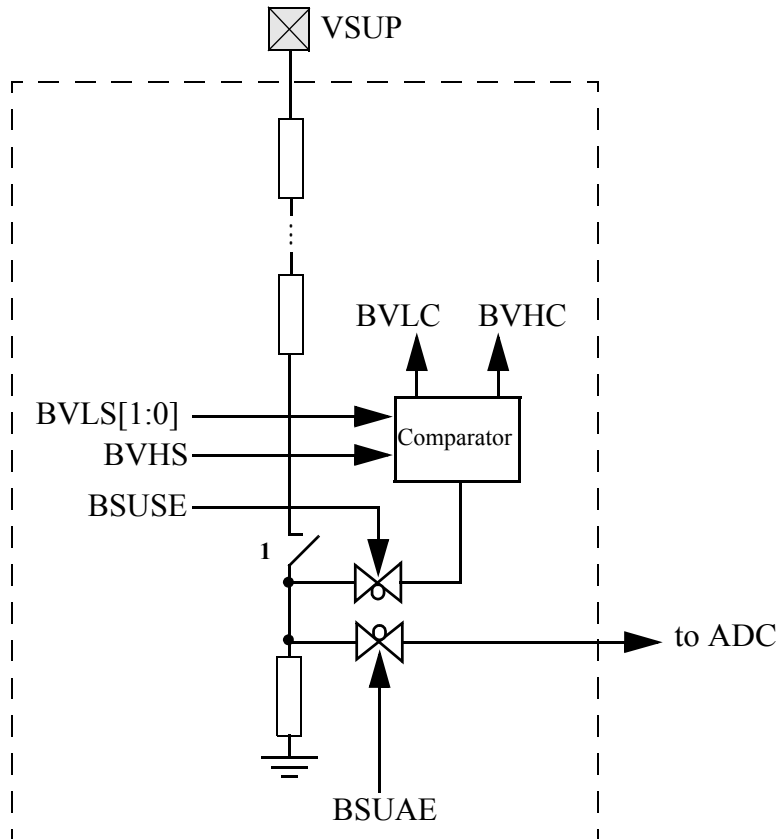 VSUP
BVLC
BVHC
BVLS[1:0]
Comparator
BVHS
BSUSE
1
to ADC
BSUAE